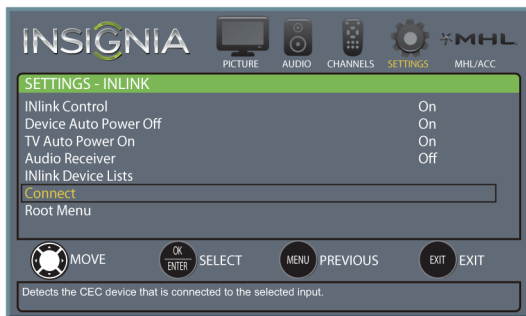 INSIGNIA
PICTURE AUDIO CHANNELS SETTINGS MHL MHL/ACC
SETTINGS - INLINK
INlink Control On
Device Auto Power Off On
TV Auto Power On On
Audio Receiver Off
INlink Device Lists
Connect
Root Menu
MOVE OK ENTER SELECT MENU PREVIOUS EXIT EXIT
Detects the CEC device that is connected to the selected input.